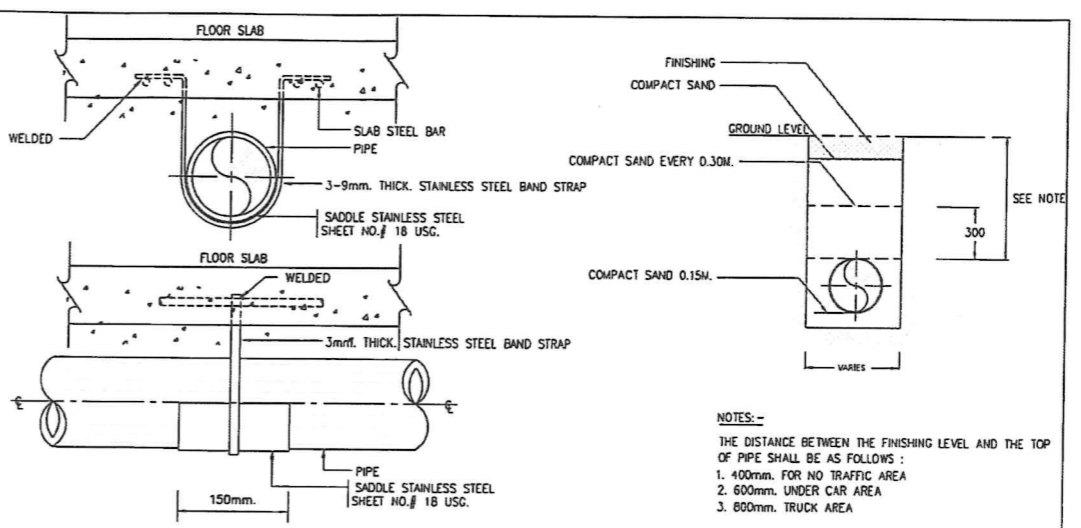 FLOOR SLAB
WELDED
SLAB STEEL BAR
PIPE
3-9mm. THICK. STAINLESS STEEL BAND STRAP
SADDLE STAINLESS STEEL
SHEET NO.# 18 USG.
FLOOR SLAB
WELDED
3mm. THICK. STAINLESS STEEL BAND STRAP
℄
℄
PIPE
SADDLE STAINLESS STEEL
SHEET NO.# 18 USG.
150mm.
FINISHING
COMPACT SAND
GROUND LEVEL
COMPACT SAND EVERY 0.30M.
SEE NOTE
300
COMPACT SAND 0.15M.
VARIES
NOTES:-
THE DISTANCE BETWEEN THE FINISHING LEVEL AND THE TOP
OF PIPE SHALL BE AS FOLLOWS :
1. 400mm. FOR NO TRAFFIC AREA
2. 600mm. UNDER CAR AREA
3. 800mm. TRUCK AREA